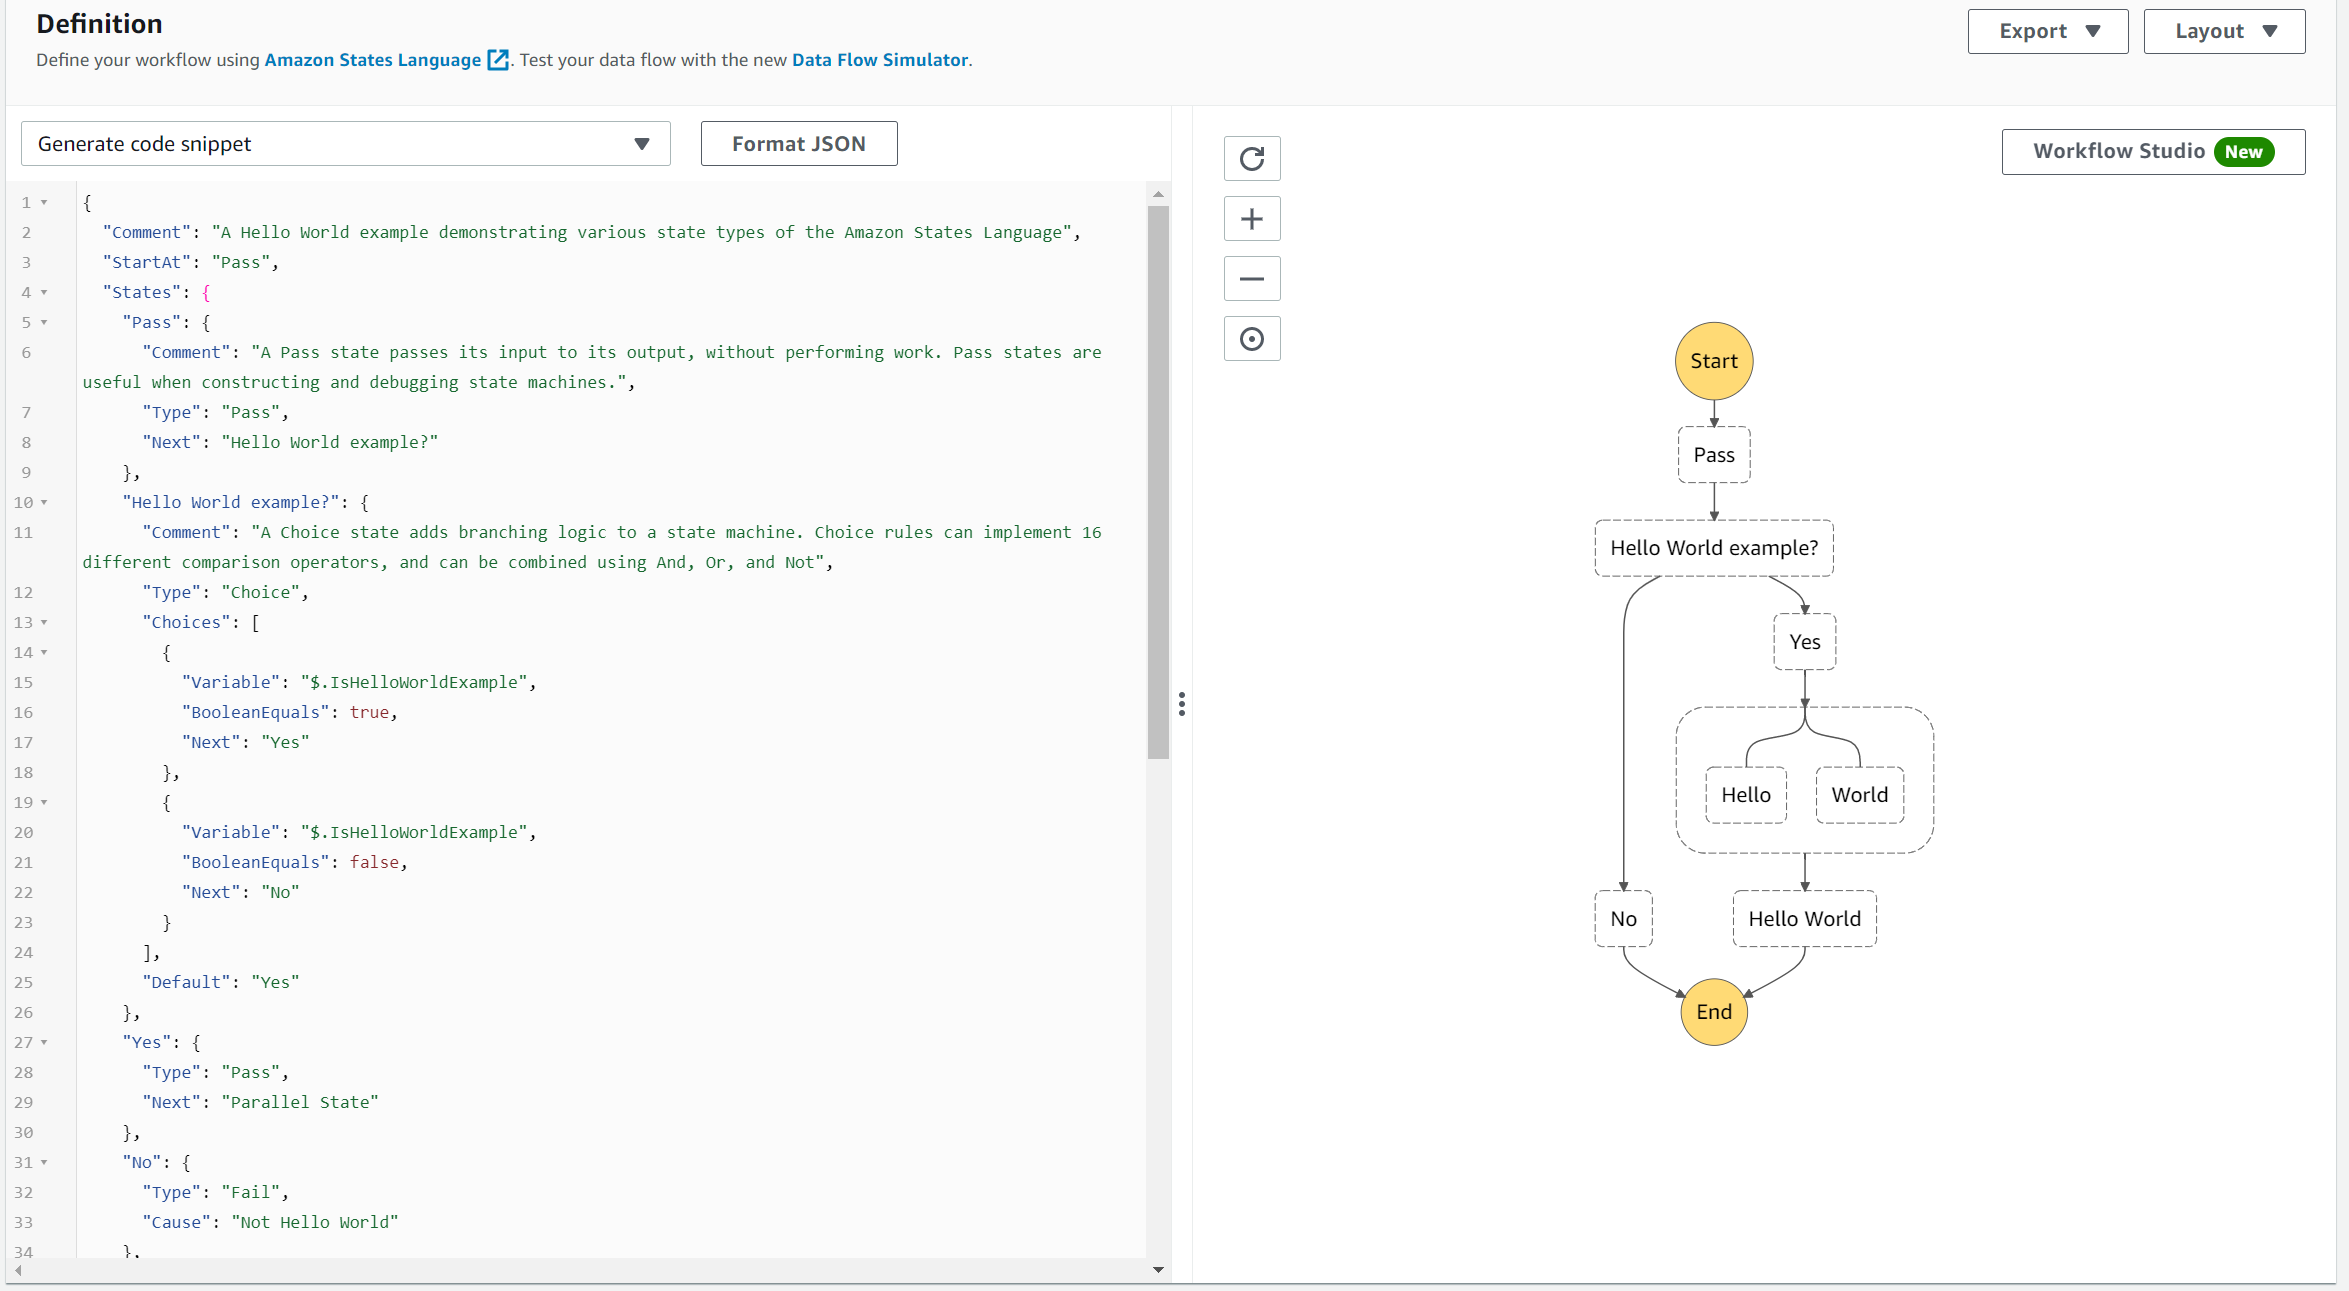 Definition
Define your workflow using Amazon States Language . Test your data flow with the new Data Flow Simulator.
Export
Layout
Generate code snippet
Format JSON
1 {
2 "Comment": "A Hello World example demonstrating various state types of the Amazon States Language",
3 "StartAt": "Pass",
4 "States": {
5 "Pass": {
6 "Comment": "A Pass state passes its input to its output, without performing work. Pass states are
useful when constructing and debugging state machines.",
7 "Type": "Pass",
8 "Next": "Hello World example?"
9 },
10 "Hello World example?": {
11 "Comment": "A Choice state adds branching logic to a state machine. Choice rules can implement 16
different comparison operators, and can be combined using And, Or, and Not",
12 "Type": "Choice",
13 "Choices": [
14 {
15 "Variable": "$.IsHelloWorldExample",
16 "BooleanEquals": true,
17 "Next": "Yes"
18 },
19 {
20 "Variable": "$.IsHelloWorldExample",
21 "BooleanEquals": false,
22 "Next": "No"
23 }
24 ],
25 "Default": "Yes"
26 },
27 "Yes": {
28 "Type": "Pass",
29 "Next": "Parallel State"
30 },
31 "No": {
32 "Type": "Fail",
33 "Cause": "Not Hello World"
34 },
Workflow Studio New
Start
Pass
Hello World example?
Yes
Hello World
No Hello World
End